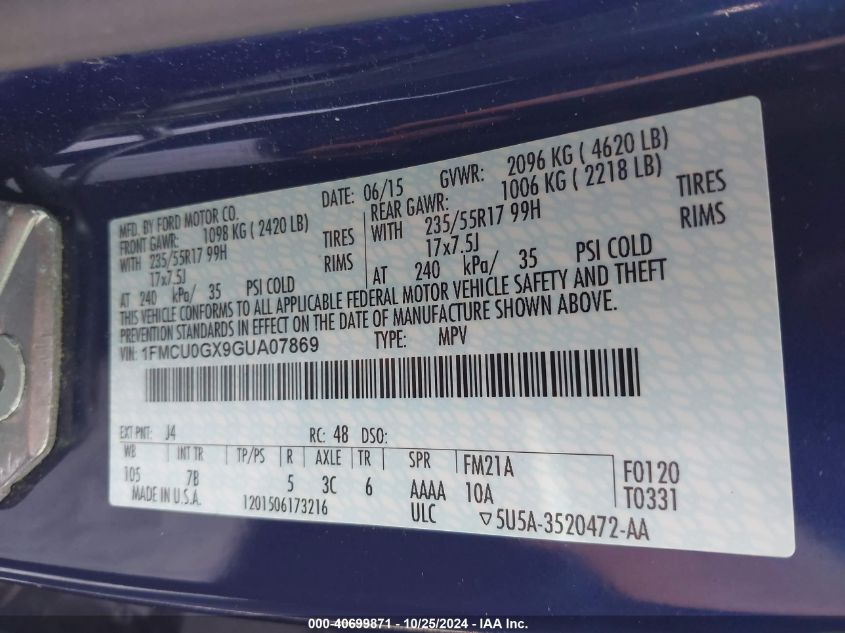 MFD. BY FORD MOTOR CO. DATE: 06/15 GVWR: 2096 KG ( 4620 LB)
FRONT GAWR: 1098 KG ( 2420 LB) REAR GAWR: 1006 KG ( 2218 LB)
WITH 235/55R17 99H TIRES WITH 235/55R17 99H TIRES
17x7.5J RIMS 17x7.5J RIMS
AT 240 kPa/ 35 PSI COLD AT 240 kPa/ 35 PSI COLD
THIS VEHICLE CONFORMS TO ALL APPLICABLE FEDERAL MOTOR VEHICLE SAFETY AND THEFT
PREVENTION STANDARDS IN EFFECT ON THE DATE OF MANUFACTURE SHOWN ABOVE.
VIN: 1FMCU0GX9GUA07869 TYPE: MPV
EXT PNT: J4 RC: 48 DSO:
WB INT TR TP/PS R AXLE TR SPR FM21A F0120
105 7B 5 3C 6 AAAA 10A T0331
MADE IN U.S.A. 1201506173216 ULC ▽5U5A-3520472-AA
000-40699871 - 10/25/2024 - IAA Inc.